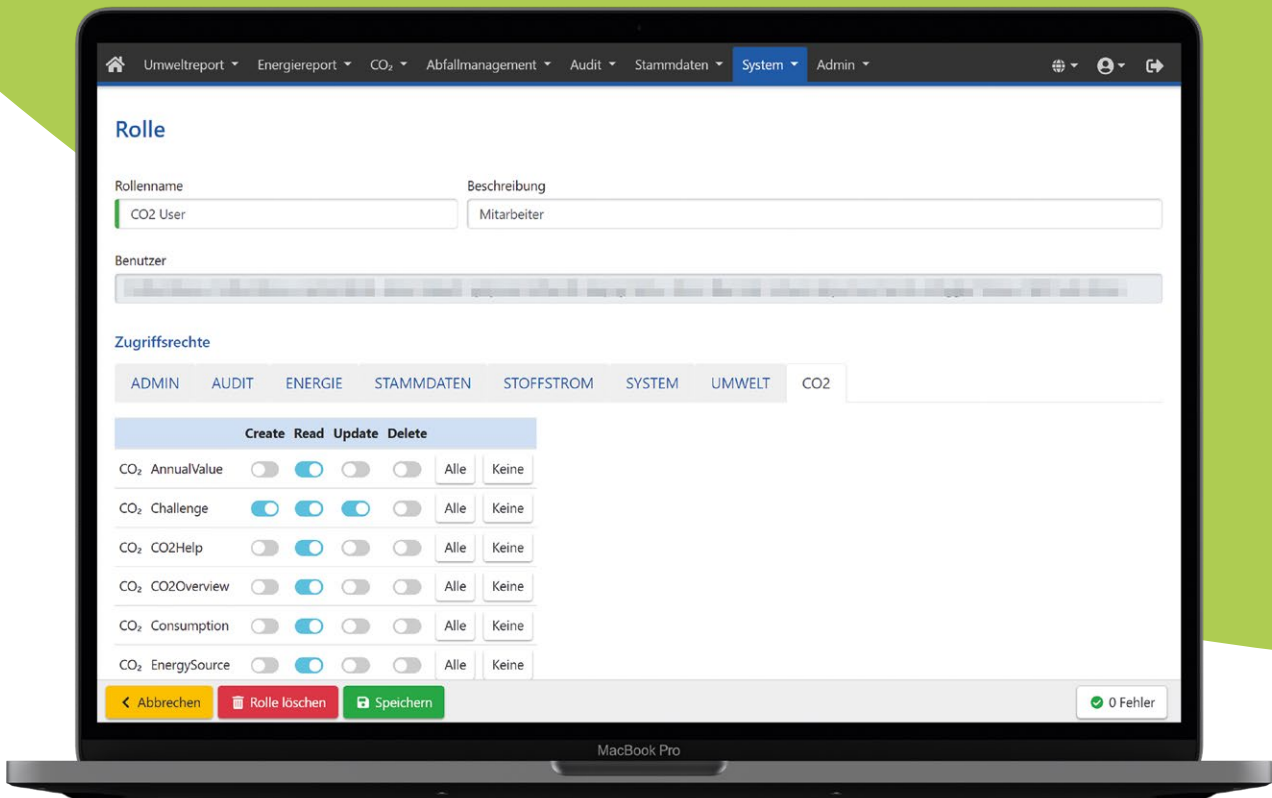 Umweltreport Energiereport CO₂ Abfallmanagement Audit Stammdaten System Admin
Rolle
Rollenname Beschreibung
CO2 User Mitarbeiter
Benutzer
Zugriffsrechte
ADMIN AUDIT ENERGIE STAMMDATEN STOFFSTROM SYSTEM UMWELT CO2
Create Read Update Delete
CO₂ AnnualValue Alle Keine
CO₂ Challenge Alle Keine
CO₂ CO2Help Alle Keine
CO₂ CO2Overview Alle Keine
CO₂ Consumption Alle Keine
CO₂ EnergySource Alle Keine
Abbrechen Rolle löschen Speichern 0 Fehler
MacBook Pro